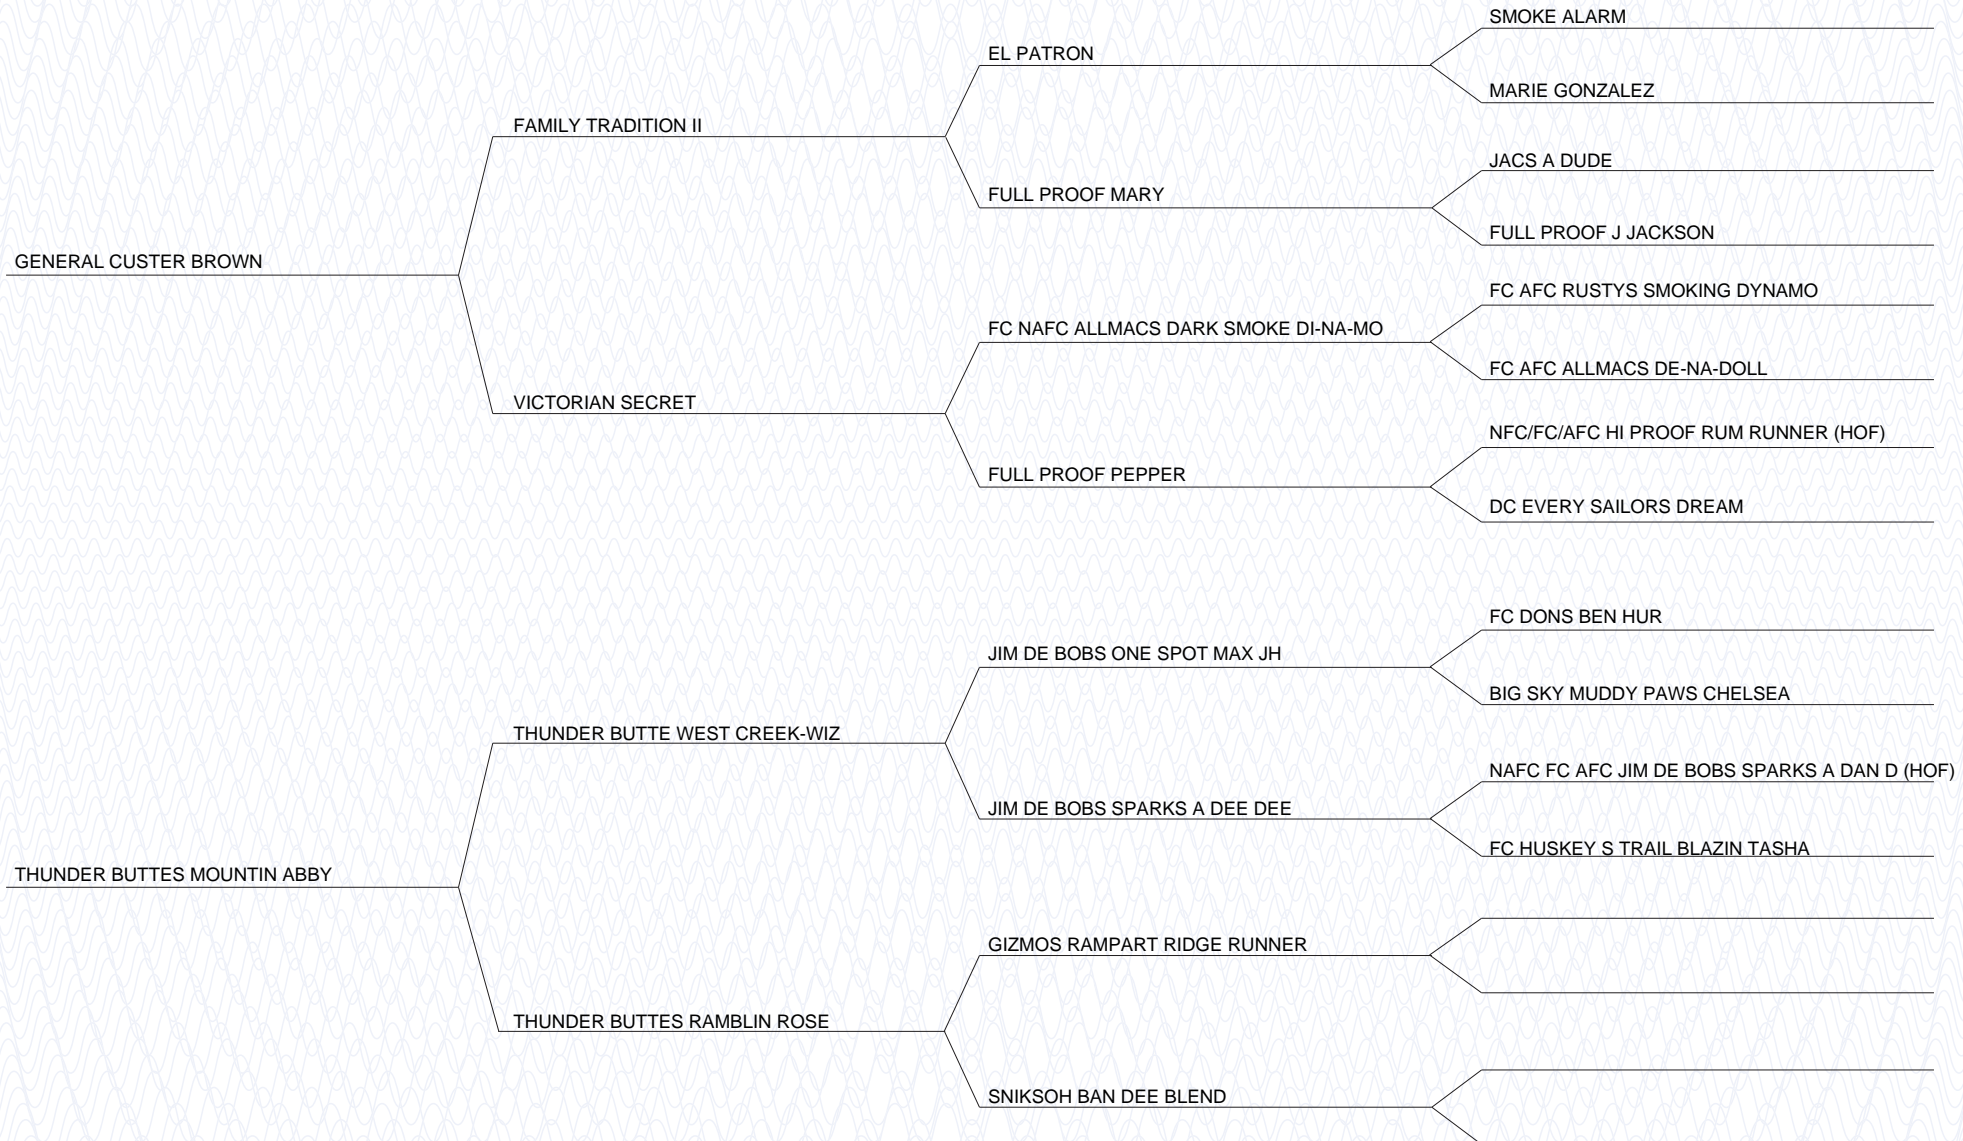 SMOKE ALARM
EL PATRON
MARIE GONZALEZ
FAMILY TRADITION II
JACS A DUDE
FULL PROOF MARY
FULL PROOF J JACKSON
GENERAL CUSTER BROWN
FC AFC RUSTYS SMOKING DYNAMO
FC NAFC ALLMACS DARK SMOKE DI-NA-MO
FC AFC ALLMACS DE-NA-DOLL
VICTORIAN SECRET
NFC/FC/AFC HI PROOF RUM RUNNER (HOF)
FULL PROOF PEPPER
DC EVERY SAILORS DREAM
FC DONS BEN HUR
JIM DE BOBS ONE SPOT MAX JH
BIG SKY MUDDY PAWS CHELSEA
THUNDER BUTTE WEST CREEK-WIZ
NAFC FC AFC JIM DE BOBS SPARKS A DAN D (HOF)
JIM DE BOBS SPARKS A DEE DEE
FC HUSKEY S TRAIL BLAZIN TASHA
THUNDER BUTTES MOUNTIN ABBY
GIZMOS RAMPART RIDGE RUNNER
THUNDER BUTTES RAMBLIN ROSE
SNIKSOH BAN DEE BLEND